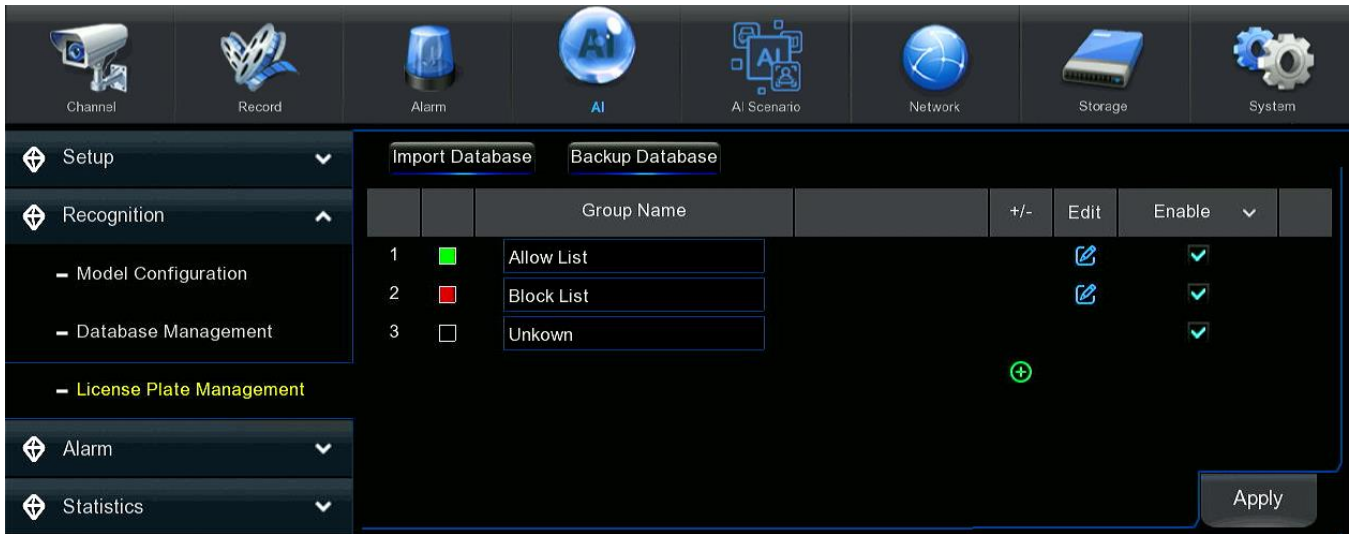 Channel Record Alarm AI AI Scenario Network Storage System
Setup
Import Database Backup Database
Recognition
Group Name +/- Edit Enable
1 Allow List
Model Configuration
2 Block List
Database Management
3 Unkown
License Plate Management
Alarm
Statistics
Apply